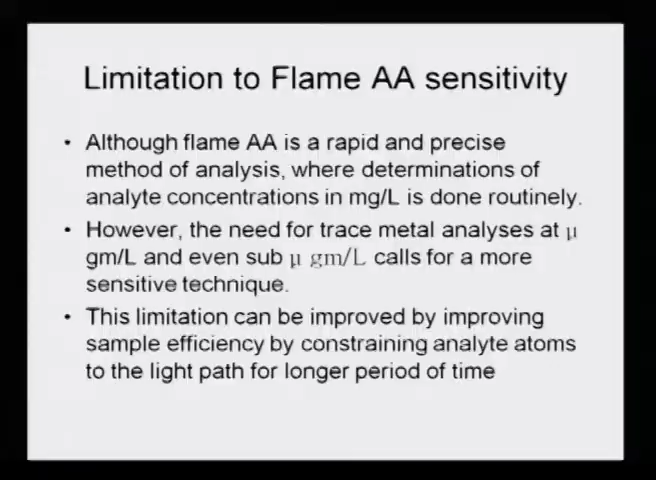 Limitation to Flame AA sensitivity
• Although flame AA is a rapid and precise
method of analysis, where determinations of
analyte concentrations in mg/L is done routinely.
• However, the need for trace metal analyses at μ
gm/L and even sub μ gm/L calls for a more
sensitive technique.
• This limitation can be improved by improving
sample efficiency by constraining analyte atoms
to the light path for longer period of time